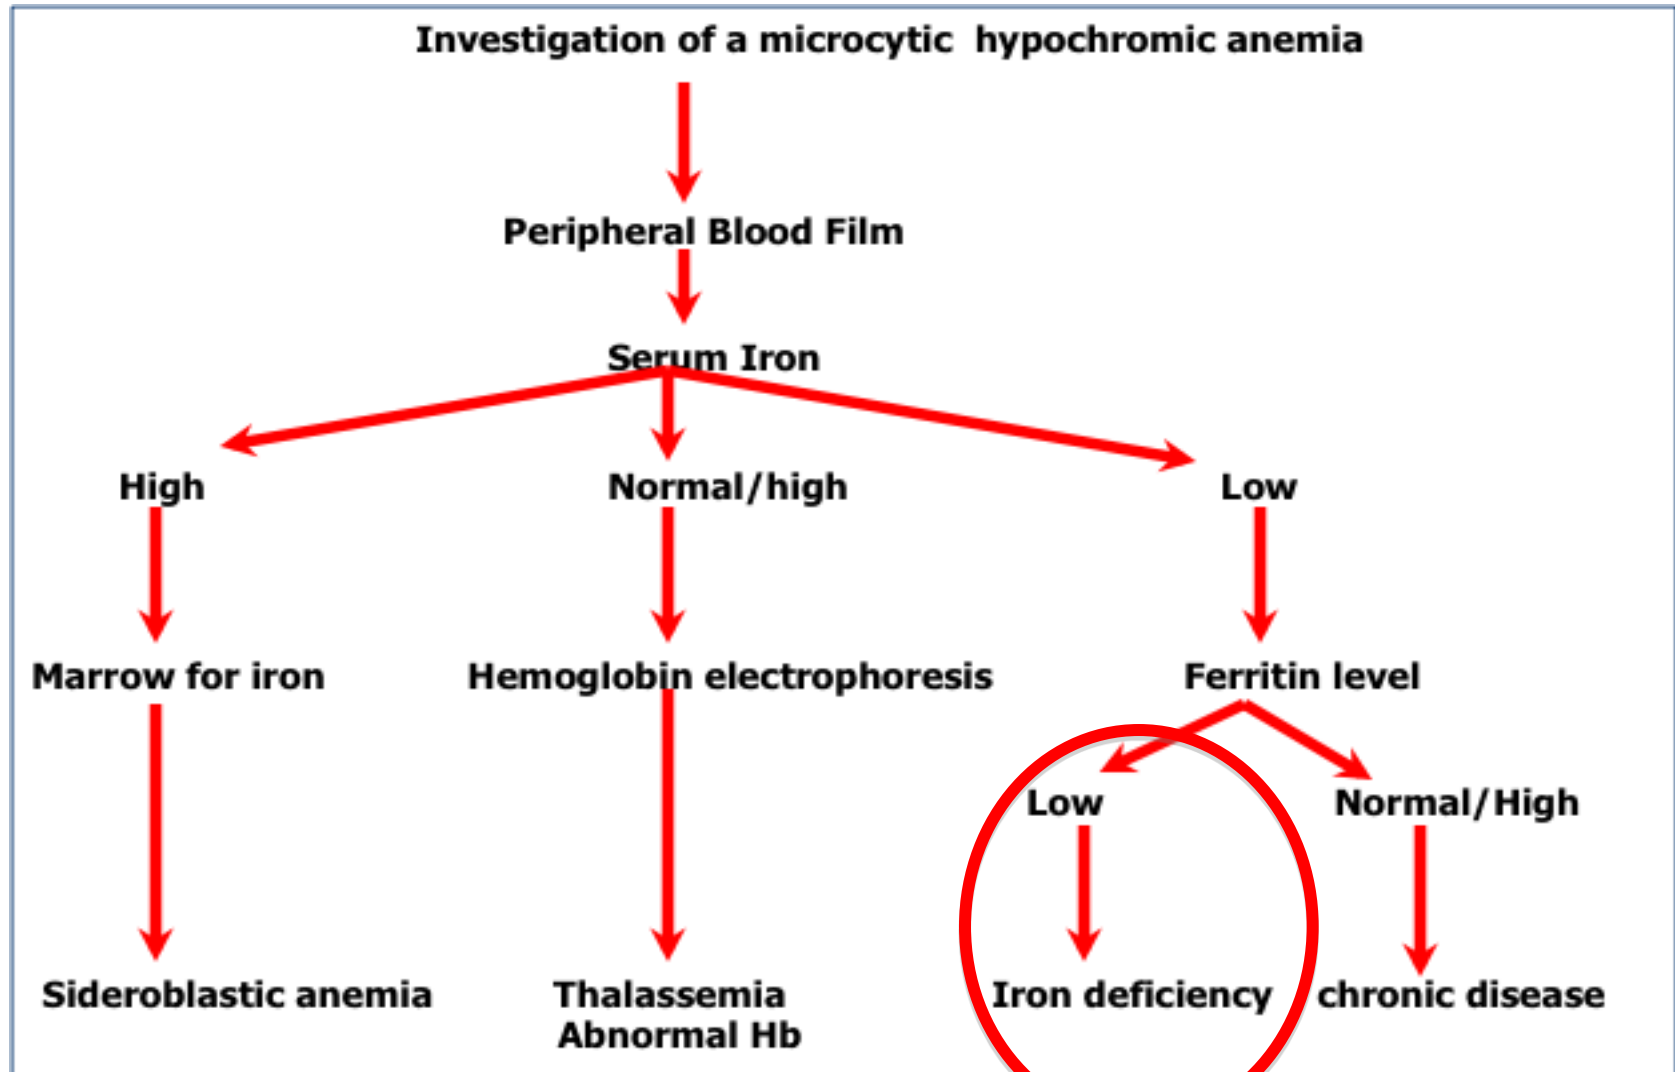 Investigation of a microcytic hypochromic anemia
Peripheral Blood Film
Serum Iron
High
Normal/high
Low
Marrow for iron
Hemoglobin electrophoresis
Ferritin level
Low
Normal/High
Sideroblastic anemia
Thalassemia
Abnormal Hb
Iron deficiency
chronic disease